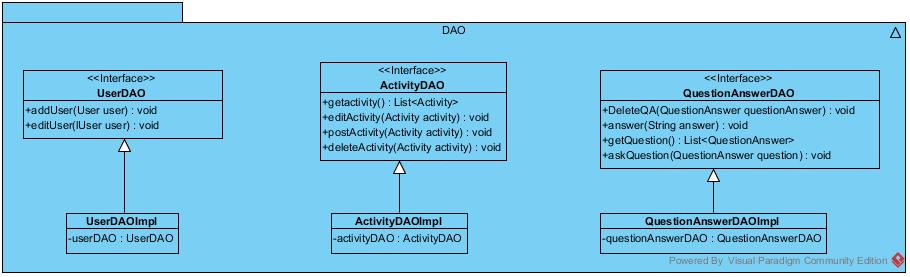 DAO
<<Interface>>
UserDAO
+addUser(User user) : void
+editUser(IUser user) : void
<<Interface>>
ActivityDAO
+getactivity() : List<Activity>
+editActivity(Activity activity) : void
+postActivity(Activity activity) : void
+deleteActivity(Activity activity) : void
<<Interface>>
QuestionAnswerDAO
+DeleteQA(QuestionAnswer questionAnswer) : void
+answer(String answer) : void
+getQuestion() : List<QuestionAnswer>
+askQuestion(QuestionAnswer question) : void
UserDAOImpl
-userDAO : UserDAO
ActivityDAOImpl
-activityDAO : ActivityDAO
QuestionAnswerDAOImpl
-questionAnswerDAO : QuestionAnswerDAO
Powered By Visual Paradigm Community Edition